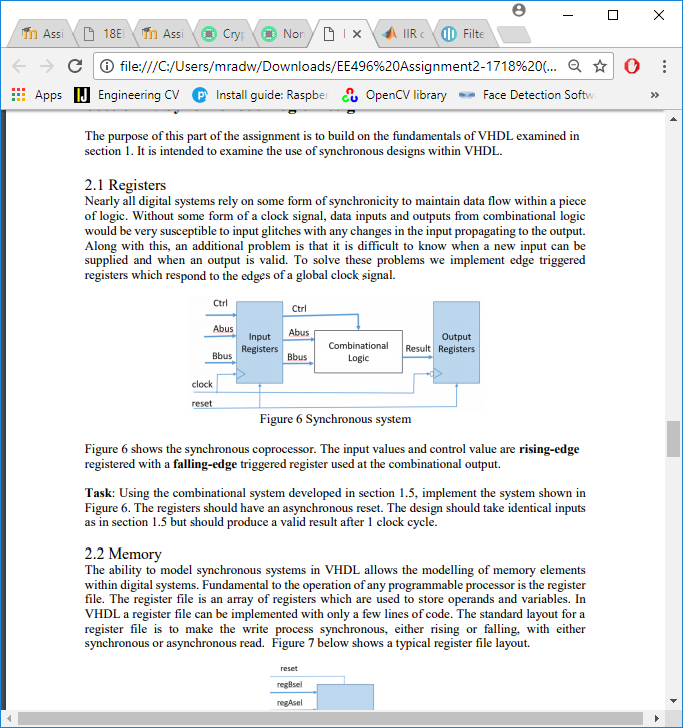 Assi
18E
Assi
Cry
Nor
IIR c
Filte
file:///C:/Users/mradw/Downloads/EE496%20Assignment2-1718%20(...
Apps
Engineering CV
Install guide: Raspber
OpenCV library
Face Detection Softw
»
The purpose of this part of the assignment is to build on the fundamentals of VHDL examined in
section 1. It is intended to examine the use of synchronous designs within VHDL.
2.1 Registers
Nearly all digital systems rely on some form of synchronicity to maintain data flow within a piece
of logic. Without some form of a clock signal, data inputs and outputs from combinational logic
would be very susceptible to input glitches with any changes in the input propagating to the output.
Along with this, an additional problem is that it is difficult to know when a new input can be
supplied and when an output is valid. To solve these problems we implement edge triggered
registers which respond to the edges of a global clock signal.
Ctrl
Abus
Bbus
clock
reset
Input
Registers
Ctrl
Abus
Bbus
Combinational
Logic
Result
Output
Registers
Figure 6 Synchronous system
Figure 6 shows the synchronous coprocessor. The input values and control value are rising-edge
registered with a falling-edge triggered register used at the combinational output.
Task: Using the combinational system developed in section 1.5, implement the system shown in
Figure 6. The registers should have an asynchronous reset. The design should take identical inputs
as in section 1.5 but should produce a valid result after 1 clock cycle.
2.2 Memory
The ability to model synchronous systems in VHDL allows the modelling of memory elements
within digital systems. Fundamental to the operation of any programmable processor is the register
file. The register file is an array of registers which are used to store operands and variables. In
VHDL a register file can be implemented with only a few lines of code. The standard layout for a
register file is to make the write process synchronous, either rising or falling, with either
synchronous or asynchronous read. Figure 7 below shows a typical register file layout.
reset
regBsel
regAsel